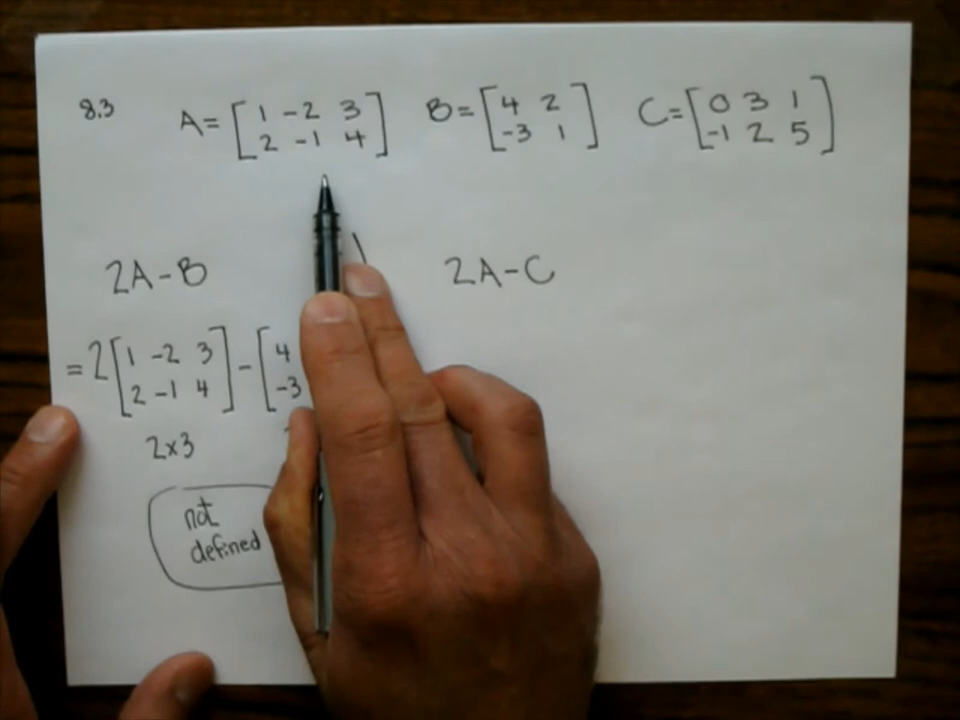 8.3 A = [ 1 -2 3 ] B = [ 4 2 ] C = [ 0 3 1 ]
[ 2 -1 4 ] [ -3 1 ] [ -1 2 5 ]
2A-B 2A-C
= 2 [ 1 -2 3 ] - [ 4
[ 2 -1 4 ] [ -3
2x3
not
defined